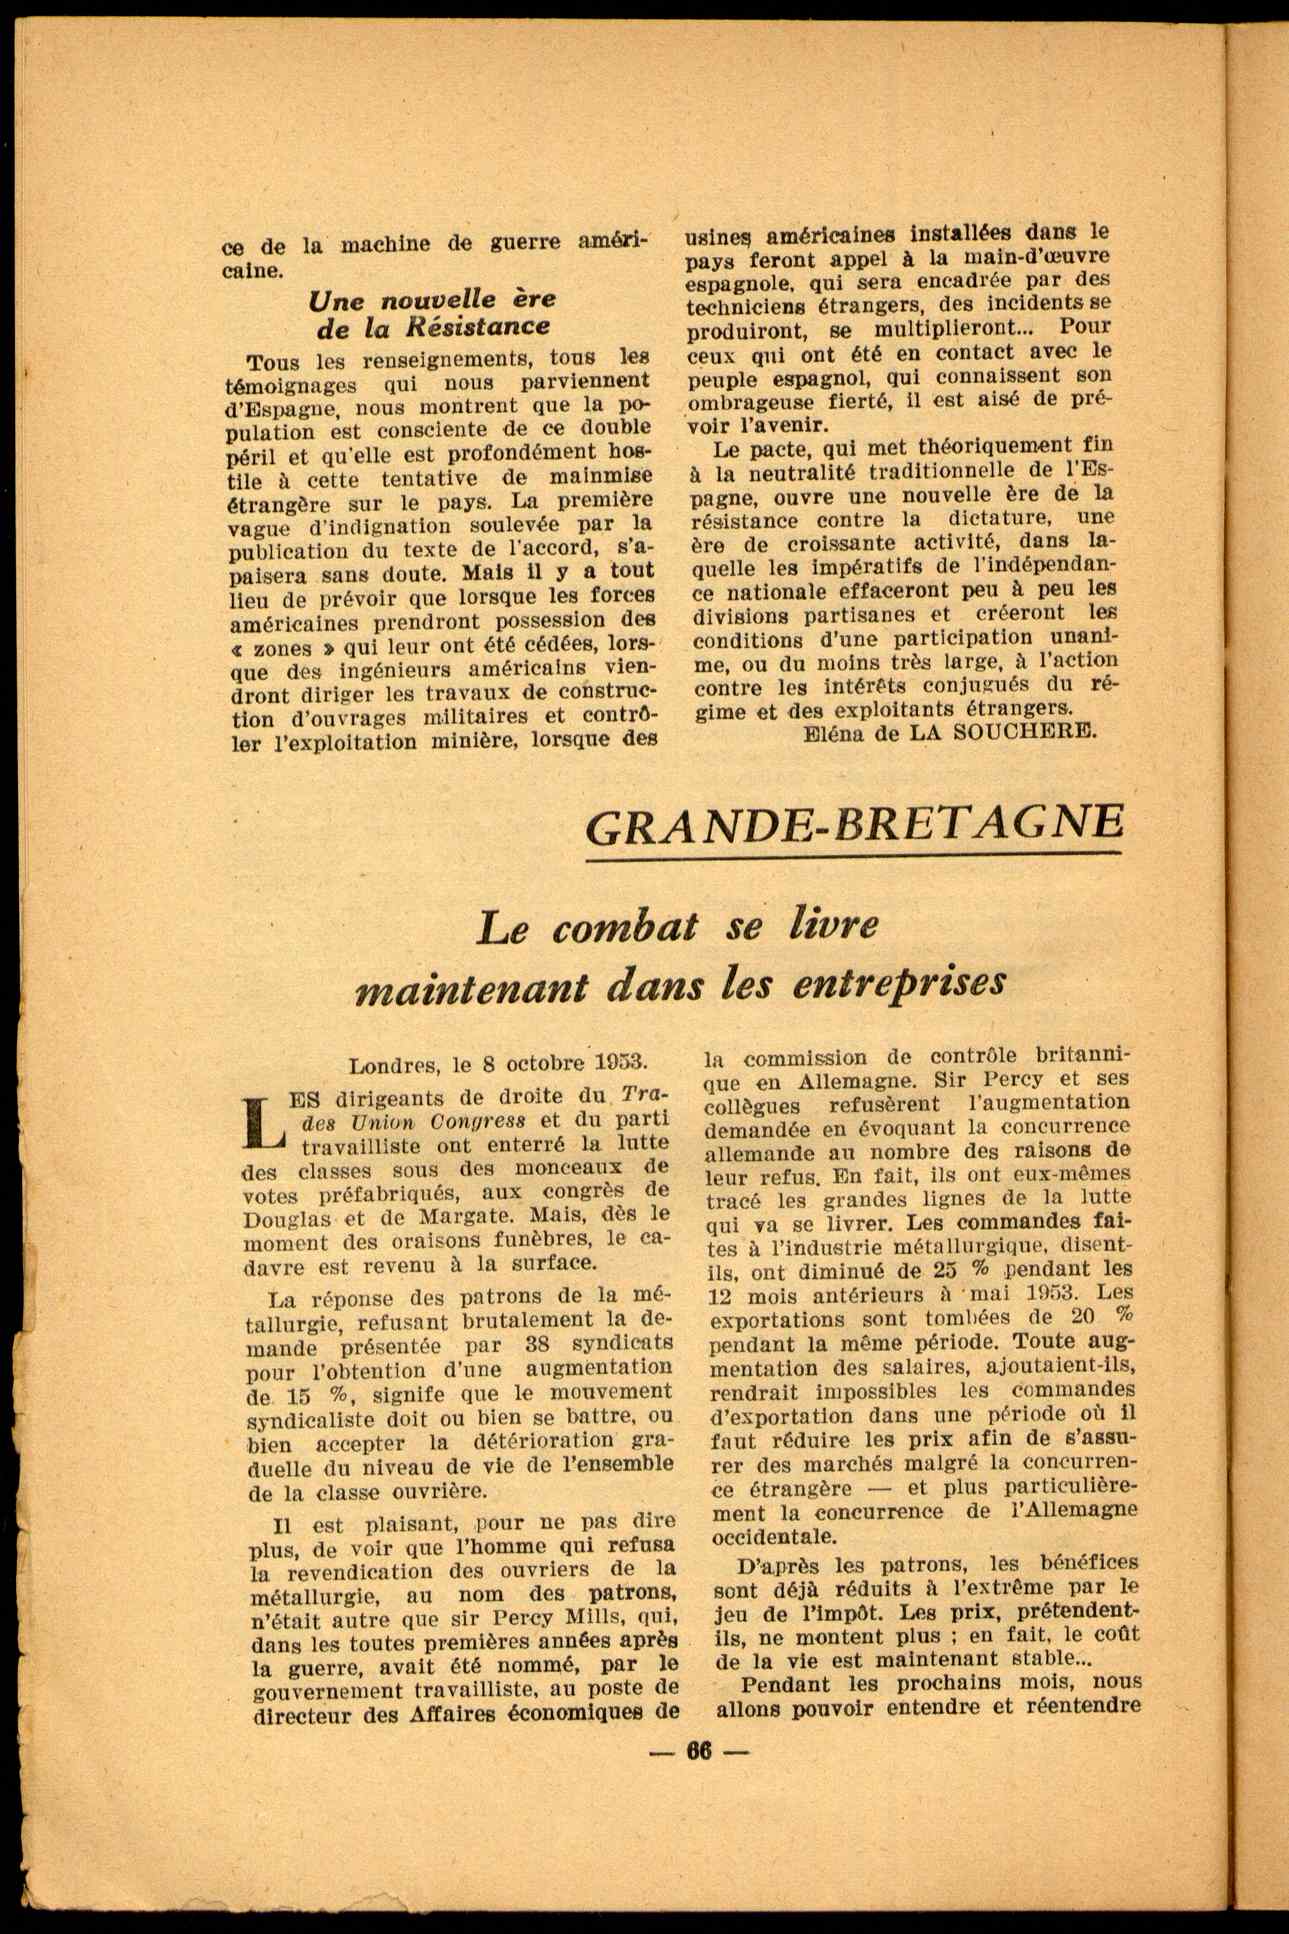 ce de la machine de guerre améri-
caine.
Une nouvelle ère
de la Résistance
Tous les renseignements, tous les
témoignages qui nous parviennent
d'Espagne, nous montrent que la po-
pulation est consciente de ce double
péril et qu'elle est profondément hos-
tile à cette tentative de mainmise
étrangère sur le pays. La première
vague d'indignation soulevée par la
publication du texte de l'accord, s'a-
paisera sans doute. Mais il y a tout
lieu de prévoir que lorsque les forces
américaines prendront possession des
« zones » qui leur ont été cédées, lors-
que des ingénieurs américains vien-
dront diriger les travaux de construc-
tion d'ouvrages militaires et contrô-
ler l'exploitation minière, lorsque des
usines américaines installées dans le
pays feront appel à la main-d'œuvre
espagnole, qui sera encadrée par des
techniciens étrangers, des incidents se
produiront, se multiplieront... Pour
ceux qui ont été en contact avec le
peuple espagnol, qui connaissent son
ombrageuse fierté, il est aisé de pré-
voir l'avenir.
Le pacte, qui met théoriquement fin
à la neutralité traditionnelle de l'Es-
pagne, ouvre une nouvelle ère de la
résistance contre la dictature, une
ère de croissante activité, dans la-
quelle les impératifs de l'indépendan-
ce nationale effaceront peu à peu les
divisions partisanes et créeront les
conditions d'une participation unani-
me, ou du moins très large, à l'action
contre les intérêts conjugués du ré-
gime et des exploitants étrangers.
Eléna de LA SOUCHERE.
GRANDE-BRETAGNE
Le combat se livre
maintenant dans les entreprises
Londres, le 8 octobre 1953.
LES dirigeants de droite du Tra-
des Union Congress et du parti
travailliste ont enterré la lutte
des classes sous des monceaux de
votes préfabriqués, aux congrès de
Douglas et de Margate. Mais, dès le
moment des oraisons funèbres, le ca-
davre est revenu à la surface.
La réponse des patrons de la mé-
tallurgie, refusant brutalement la de-
mande présentée par 38 syndicats
pour l'obtention d'une augmentation
de 15 %, signife que le mouvement
syndicaliste doit ou bien se battre, ou
bien accepter la détérioration gra-
duelle du niveau de vie de l'ensemble
de la classe ouvrière.
Il est plaisant, pour ne pas dire
plus, de voir que l'homme qui refusa
la revendication des ouvriers de la
métallurgie, au nom des patrons,
n'était autre que sir Percy Mills, qui,
dans les toutes premières années après
la guerre, avait été nommé, par le
gouvernement travailliste, au poste de
directeur des Affaires économiques de
la commission de contrôle britanni-
que en Allemagne. Sir Percy et ses
collègues refusèrent l'augmentation
demandée en évoquant la concurrence
allemande au nombre des raisons de
leur refus. En fait, ils ont eux-mêmes
tracé les grandes lignes de la lutte
qui va se livrer. Les commandes fai-
tes à l'industrie métallurgique, disent-
ils, ont diminué de 25 % pendant les
12 mois antérieurs à mai 1953. Les
exportations sont tombées de 20 %
pendant la même période. Toute aug-
mentation des salaires, ajoutaient-ils,
rendrait impossibles les commandes
d'exportation dans une période où il
faut réduire les prix afin de s'assu-
rer des marchés malgré la concurren-
ce étrangère — et plus particulière-
ment la concurrence de l'Allemagne
occidentale.
D'après les patrons, les bénéfices
sont déjà réduits à l'extrême par le
jeu de l'impôt. Les prix, prétendent-
ils, ne montent plus ; en fait, le coût
de la vie est maintenant stable...
Pendant les prochains mois, nous
allons pouvoir entendre et réentendre
— 66 —